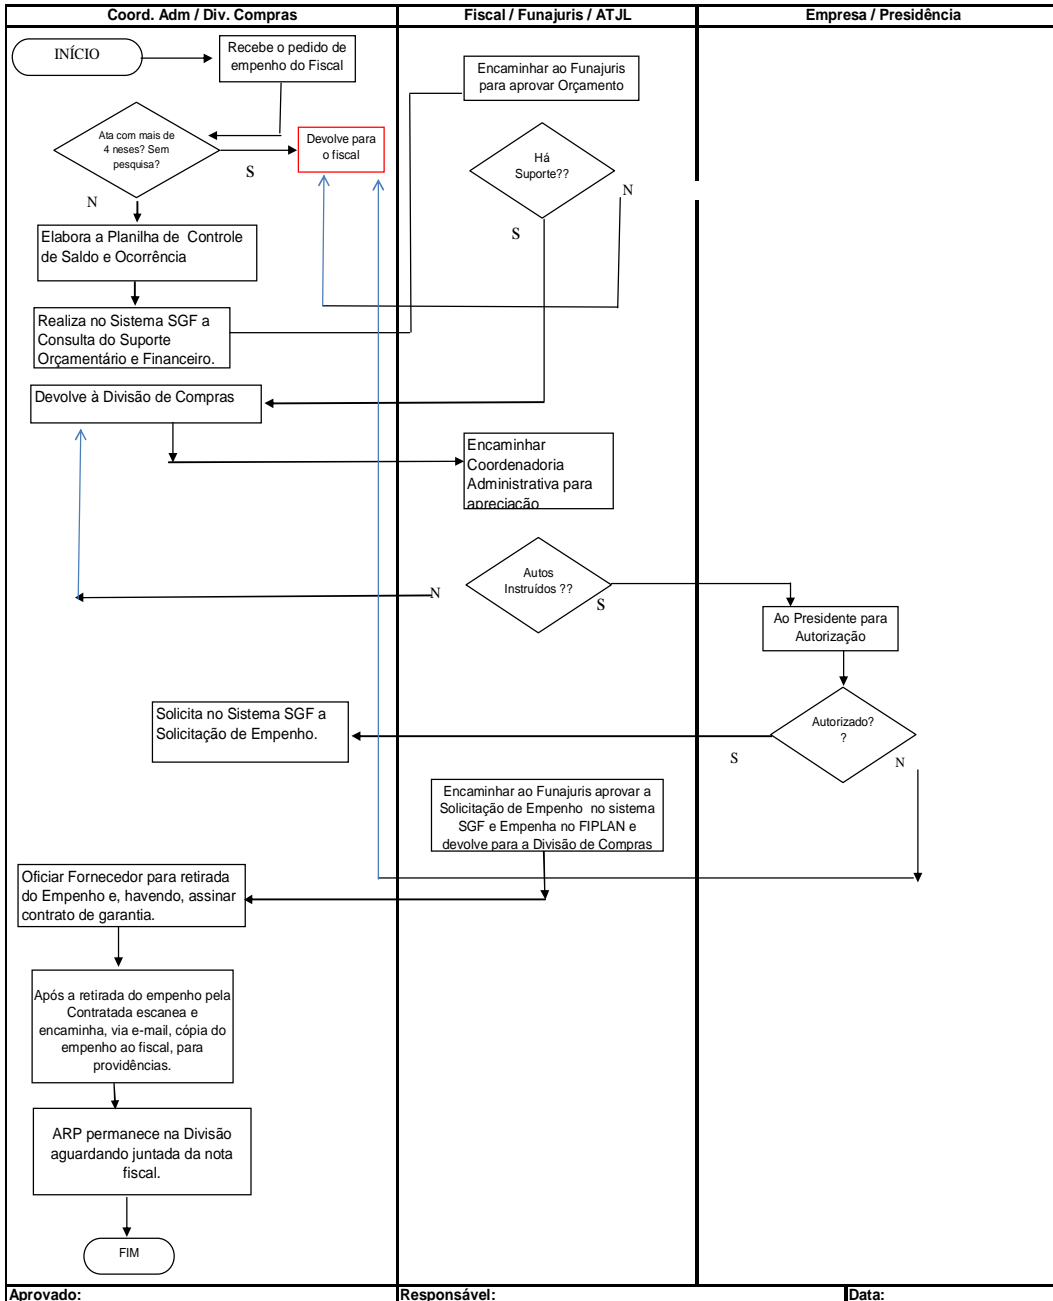 Coord. Adm / Div. Compras
Fiscal / Funajuris / ATJL
Empresa / Presidência
INÍCIO
Recebe o pedido de
empenho do Fiscal
Encaminhar ao Funajuris
para aprovar Orçamento
Ata com mais de
4 neses? Sem
pesquisa?
S
N
Devolve para
o fiscal
Há
Suporte??
N
S
Elabora a Planilha de Controle
de Saldo e Ocorrência
Realiza no Sistema SGF a
Consulta do Suporte
Orçamentário e Financeiro.
Devolve à Divisão de Compras
Encaminhar
Coordenadoria
Administrativa para
apreciação
Autos
Instruídos ??
N
S
Ao Presidente para
Autorização
Autorizado?
?
S
N
Solicita no Sistema SGF a
Solicitação de Empenho.
Encaminhar ao Funajuris aprovar a
Solicitação de Empenho no sistema
SGF e Empenha no FIPLAN e
devolve para a Divisão de Compras
Oficiar Fornecedor para retirada
do Empenho e, havendo, assinar
contrato de garantia.
Após a retirada do empenho pela
Contratada escanea e
encaminha, via e-mail, cópia do
empenho ao fiscal, para
providências.
ARP permanece na Divisão
aguardando juntada da nota
fiscal.
FIM
Aprovado:
Responsável:
Data: